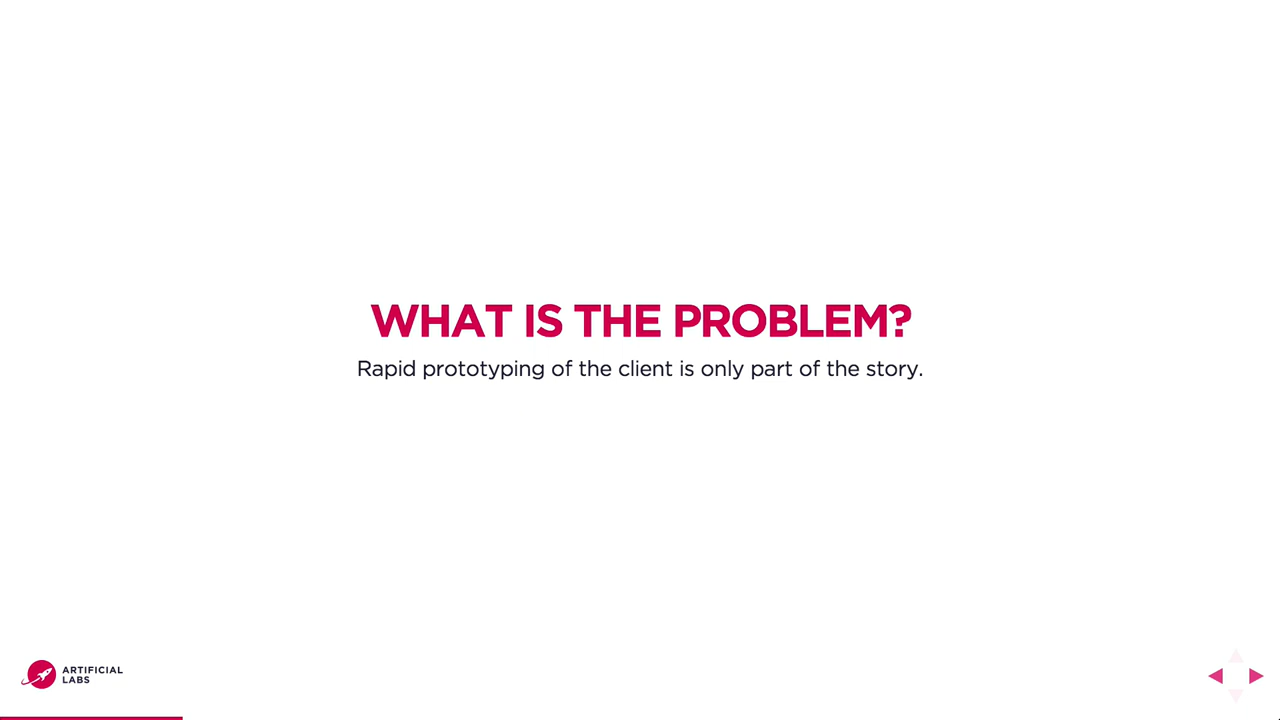 WHAT IS THE PROBLEM?
Rapid prototyping of the client is only part of the story.
ARTIFICIAL
LABS